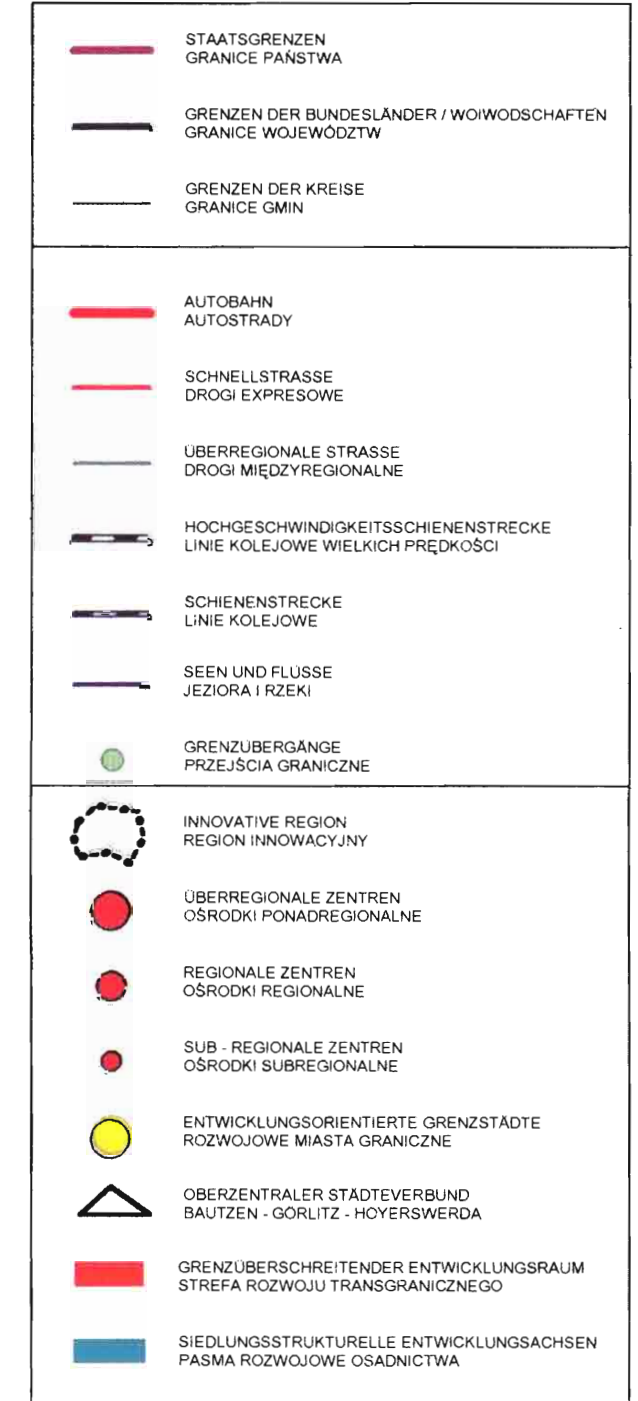 STAATSGRENZEN
GRANICE PAŃSTWA
GRENZEN DER BUNDESLÄNDER / WOIWODSCHAFTEN
GRANICE WOJEWÓDZTW
GRENZEN DER KREISE
GRANICE GMIN
AUTOBAHN
AUTOSTRADY
SCHNELLSTRASSE
DROGI EXPRESOWE
ÜBERREGIONALE STRASSE
DROGI MIĘDZYREGIONALNE
HOCHGESCHWINDIGKEITSSCHIENENSTRECKE
LINIE KOLEJOWE WIELKICH PRĘDKOŚCI
SCHIENENSTRECKE
LINIE KOLEJOWE
SEEN UND FLÜSSE
JEZIORA I RZEKI
GRENZÜBERGÄNGE
PRZEJŚCIA GRANICZNE
INNOVATIVE REGION
REGION INNOWACYJNY
ÜBERREGIONALE ZENTREN
OŚRODKI PONADREGIONALNE
REGIONALE ZENTREN
OŚRODKI REGIONALNE
SUB - REGIONALE ZENTREN
OŚRODKI SUBREGIONALNE
ENTWICKLUNGSORIENTIERTE GRENZSTÄDTE
ROZWOJOWE MIASTA GRANICZNE
OBERZENTRALER STÄDTEVERBUND
BAUTZEN - GÖRLITZ - HOYERSWERDA
GRENZÜBERSCHREITENDER ENTWICKLUNGSRAUM
STREFA ROZWOJU TRANSGRANICZNEGO
SIEDLUNGSSTRUKTURELLE ENTWICKLUNGSACHSEN
PASMA ROZWOJOWE OSADNICTWA